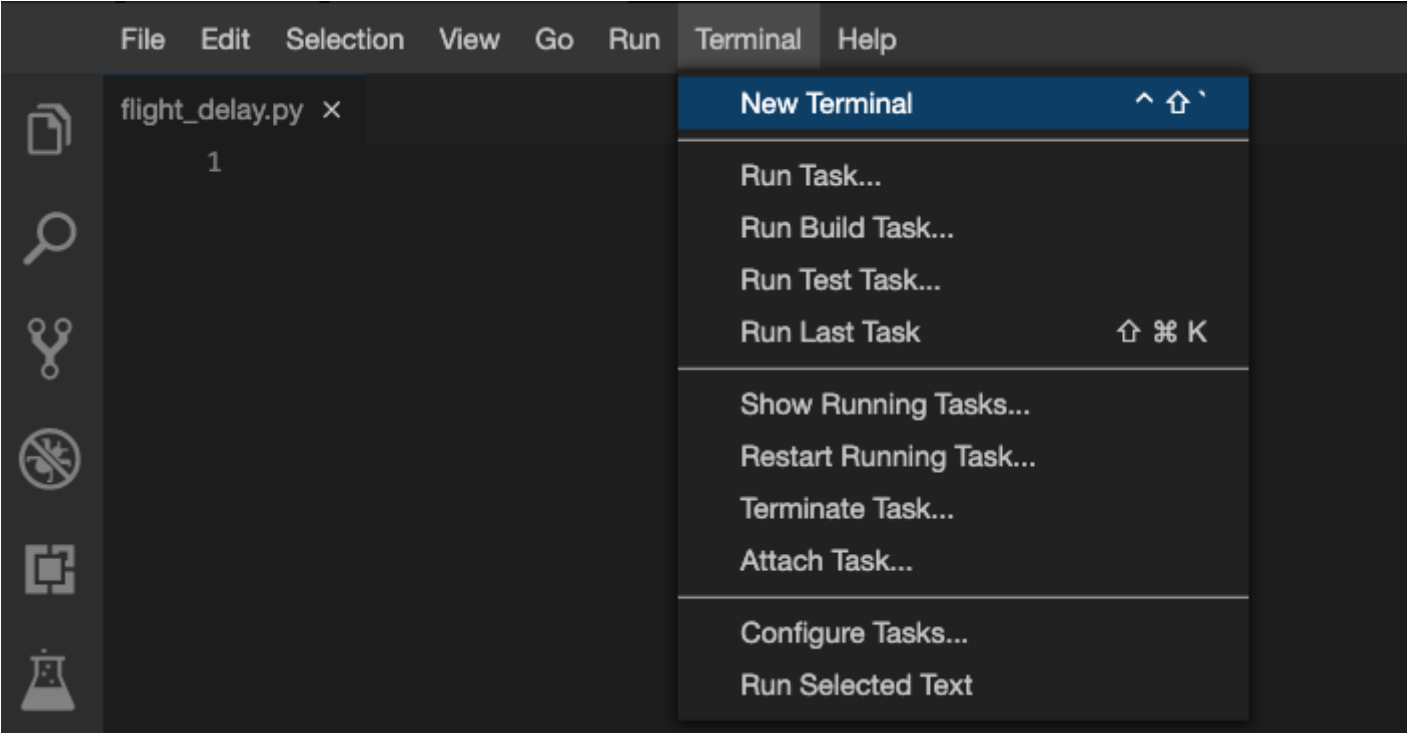 File Edit Selection View Go Run Terminal Help
flight_delay.py ×
1
New Terminal ^ ⇧ `
Run Task...
Run Build Task...
Run Test Task...
Run Last Task ⇧ ⌘ K
Show Running Tasks...
Restart Running Task...
Terminate Task...
Attach Task...
Configure Tasks...
Run Selected Text